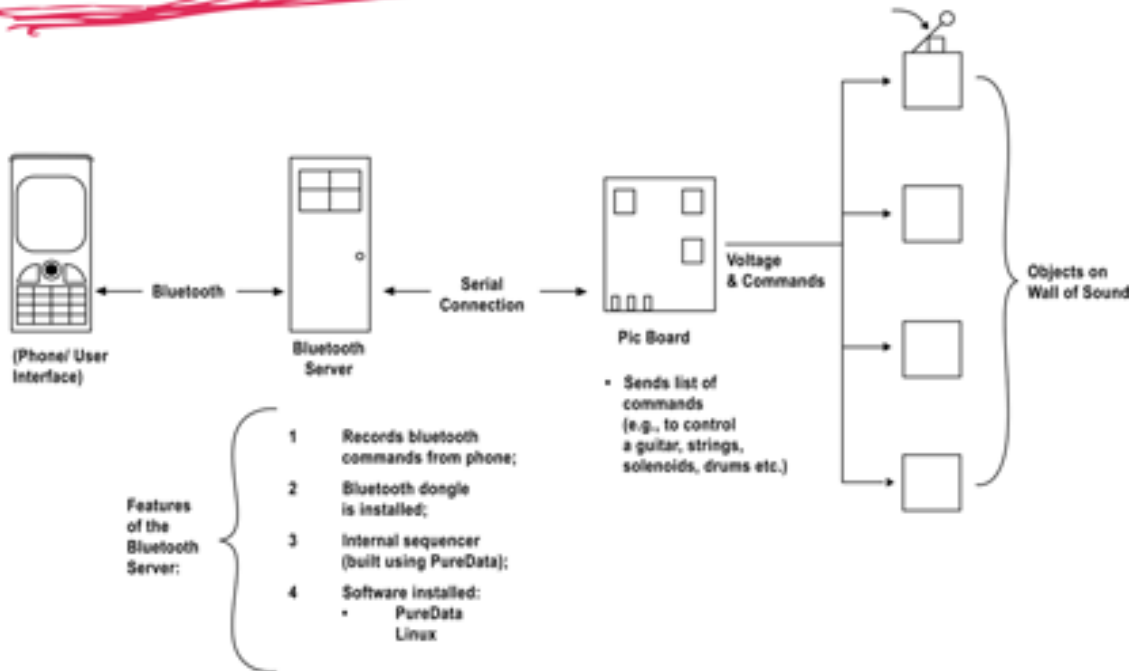 Bluetooth
Serial
Connection
Voltage
& Commands
Objects on
Wall of Sound
(Phone/ User
Interface)
Bluetooth
Server
Pic Board
• Sends list of
commands
(e.g., to control
a guitar, strings,
solenoids, drums etc.)
Features
of the
Bluetooth
Server:
1 Records bluetooth
commands from phone;
2 Bluetooth dongle
is installed;
3 Internal sequencer
(built using PureData);
4 Software installed:
• PureData
Linux